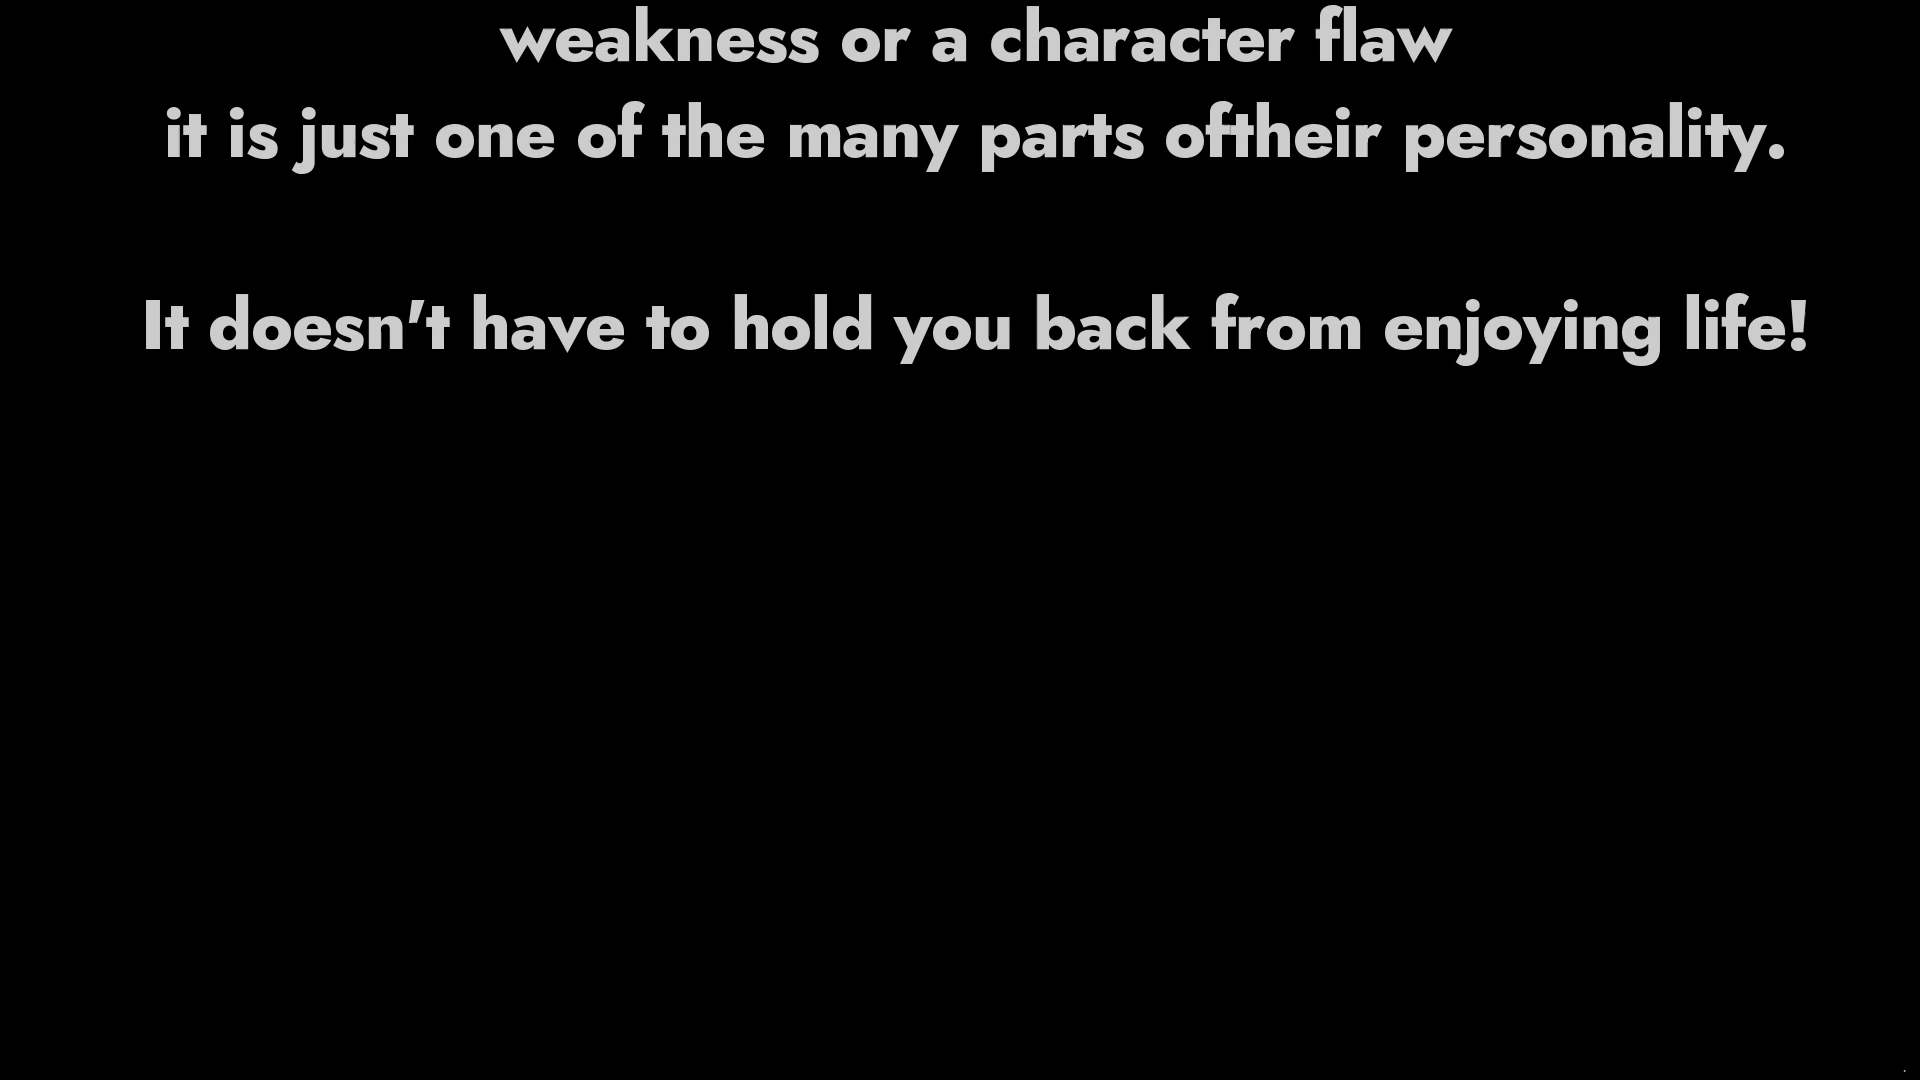 weakness or a character flaw
it is just one of the many parts oftheir personality.
It doesn't have to hold you back from enjoying life!
.